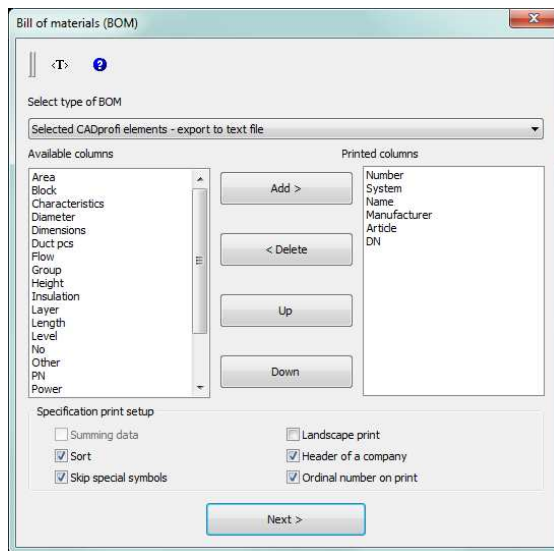 Bill of materials (BOM)
<T>
Select type of BOM
Selected CADprofi elements - export to text file
Available columns
Area
Block
Characteristics
Diameter
Dimensions
Duct pcs
Flow
Group
Height
Insulation
Layer
Length
Level
No
Other
PN
Power
Add >
< Delete
Up
Down
Printed columns
Number
System
Name
Manufacturer
Article
DN
Specification print setup
Summing data
Landscape print
Sort
Header of a company
Skip special symbols
Ordinal number on print
Next >